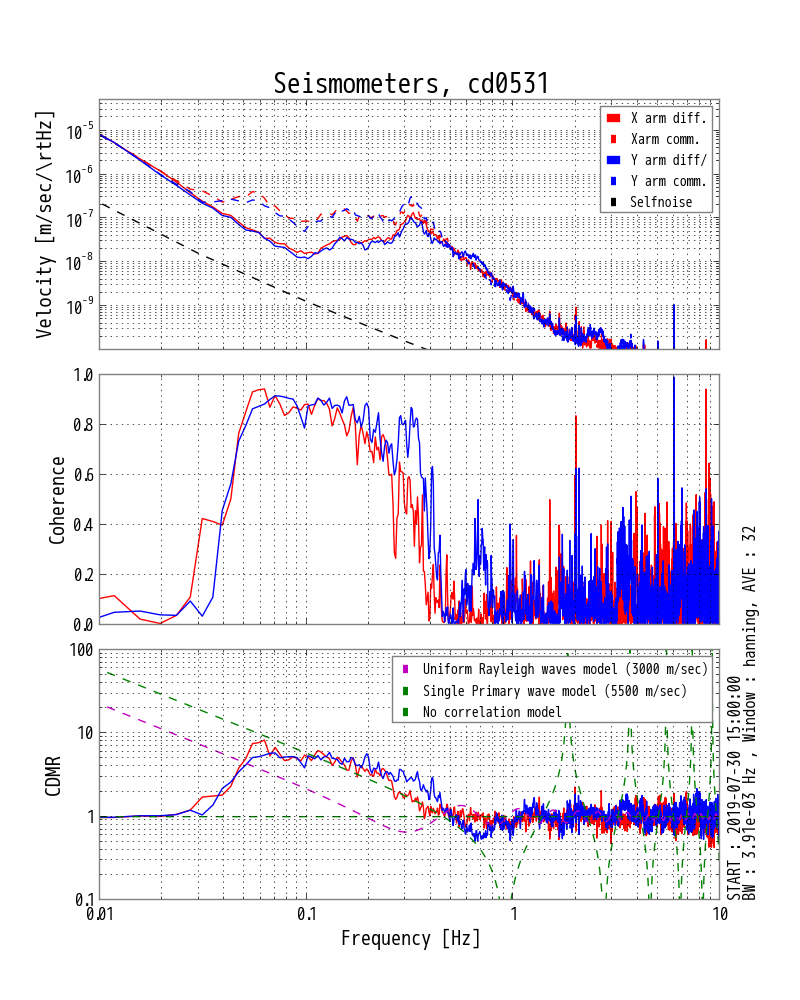 Seismometers, cd0531
Velocity [m/sec/\rtHz]
10^-5
10^-6
10^-7
10^-8
10^-9
X arm diff.
Xarm comm.
Y arm diff/
Y arm comm.
Selfnoise
Coherence
1.0
0.8
0.6
0.4
0.2
0.0
CDMR
100
10
1
0.1
Uniform Rayleigh waves model (3000 m/sec)
Single Primary wave model (5500 m/sec)
No correlation model
0.01
0.1
1
10
Frequency [Hz]
START : 2019-07-30 15:00:00
BW : 3.91e-03 Hz , Window : hanning, AVE : 32